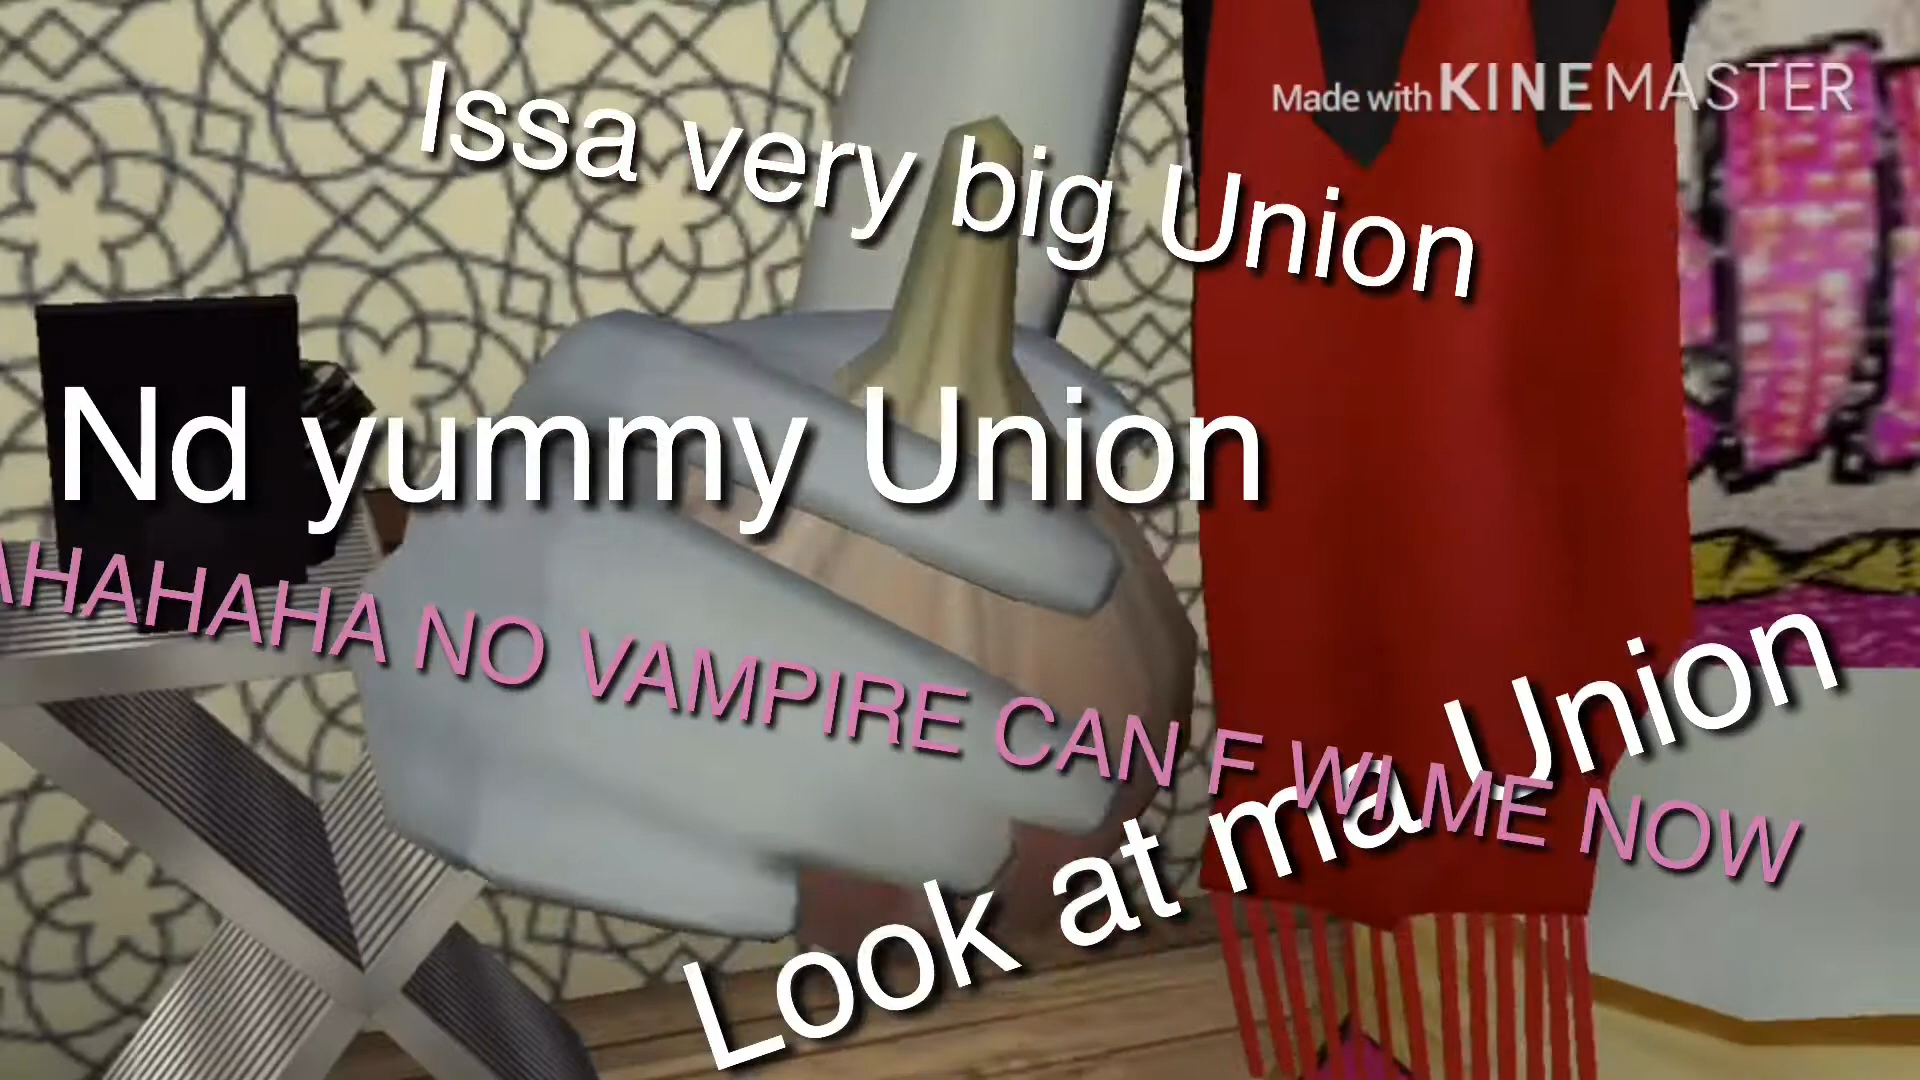 Made with KINEMASTER
Issa very big Union
Nd yummy Union
AHAHAHA NO VAMPIRE CAN F WI ME NOW
Look at ma Union